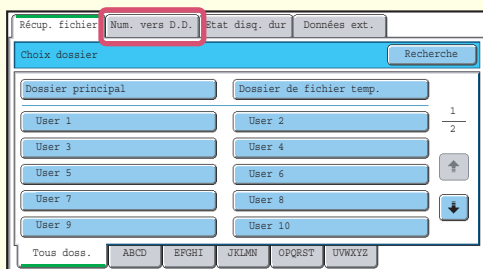 Récup. fichier Num. vers D.D. Etat disq. dur Données ext.
Choix dossier Recherche
Dossier principal Dossier de fichier temp.
User 1 User 2 1
2
User 3 User 4
User 5 User 6
User 7 User 8
User 9 User 10
Tous doss. ABCD EFGHI JKLMN OPQRST UVWXYZ